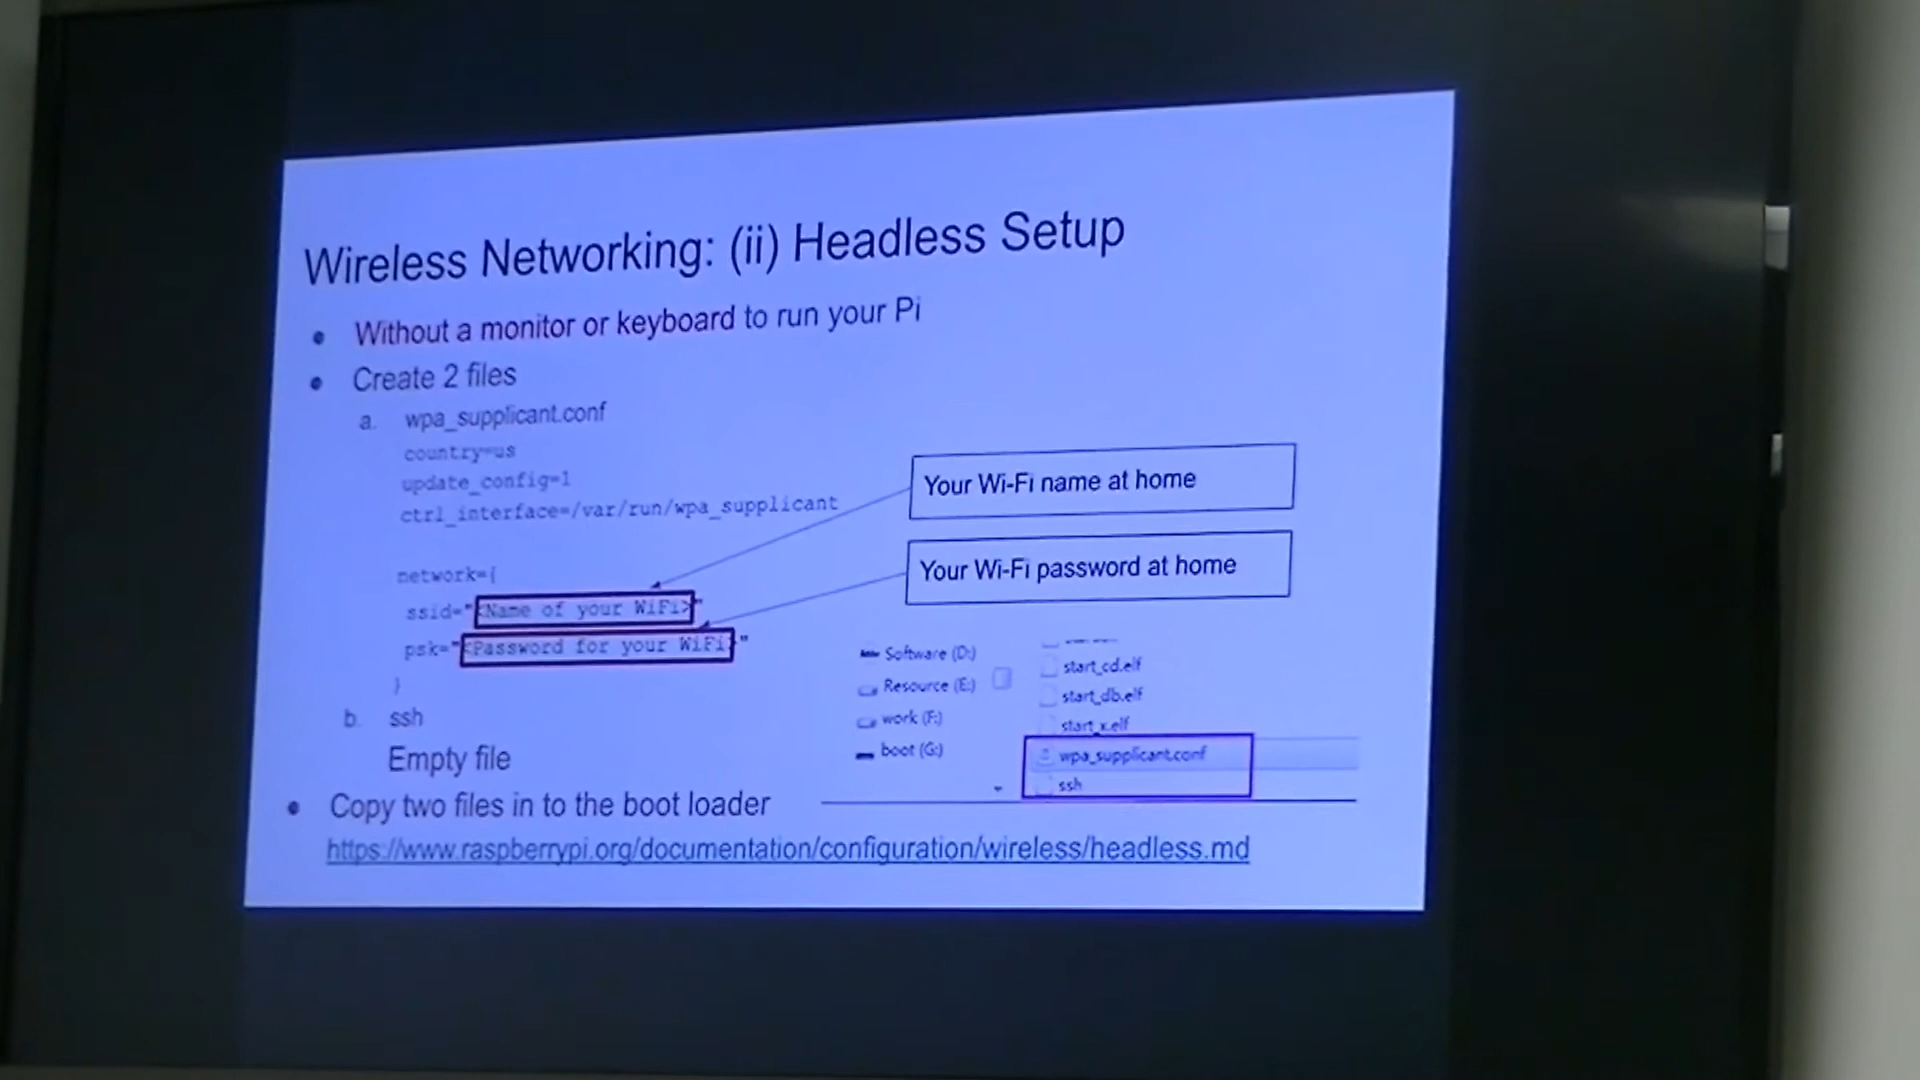 Wireless Networking: (ii) Headless Setup
• Without a monitor or keyboard to run your Pi
• Create 2 files
a. wpa_supplicant.conf
country=us
update_config=1
ctrl_interface=/var/run/wpa_supplicant
Your Wi-Fi name at home
Your Wi-Fi password at home
network={
ssid="<Name of your WiFi>"
psk="<Password for your WiFi>"
}
b. ssh
Empty file
Software (D:)
Resource (E:)
work (F:)
boot (G:)
start_cd.elf
start_db.elf
start_x.elf
wpa_supplicant.conf
ssh
• Copy two files in to the boot loader
https://www.raspberrypi.org/documentation/configuration/wireless/headless.md